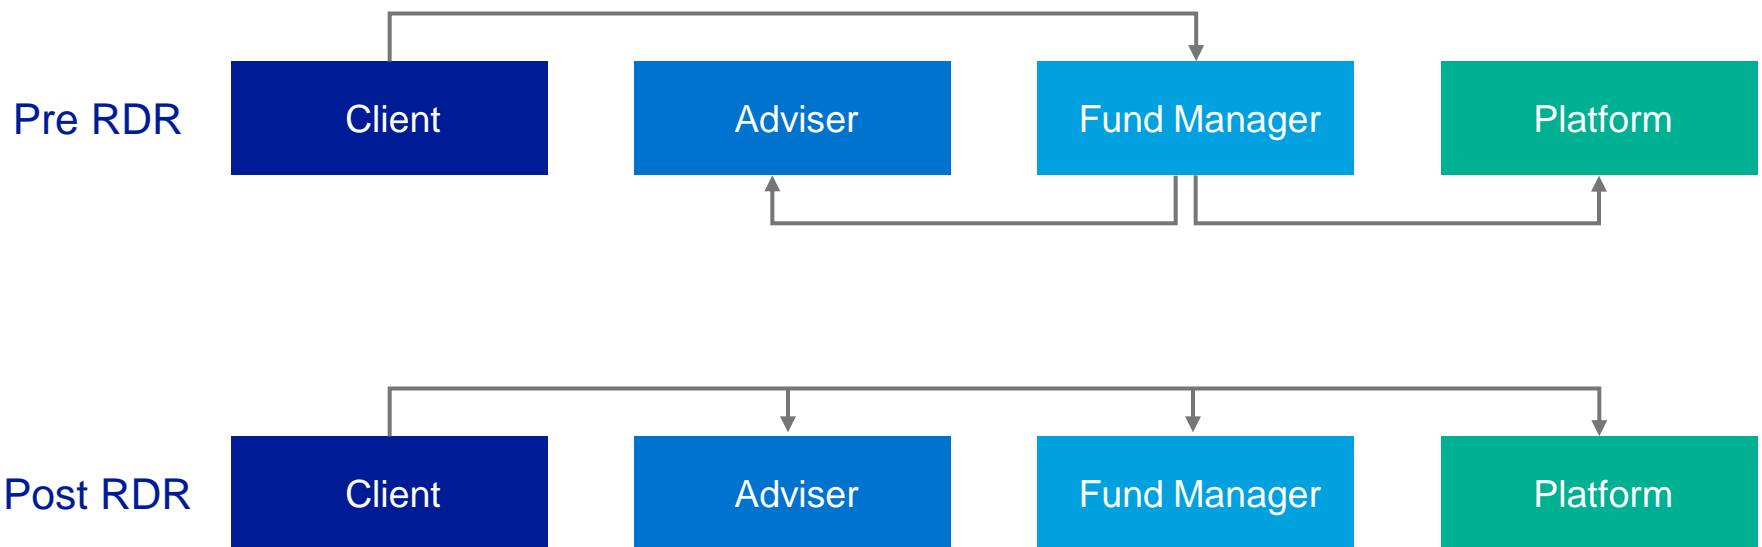 Pre RDR
Client
Adviser
Fund Manager
Platform
Post RDR
Client
Adviser
Fund Manager
Platform